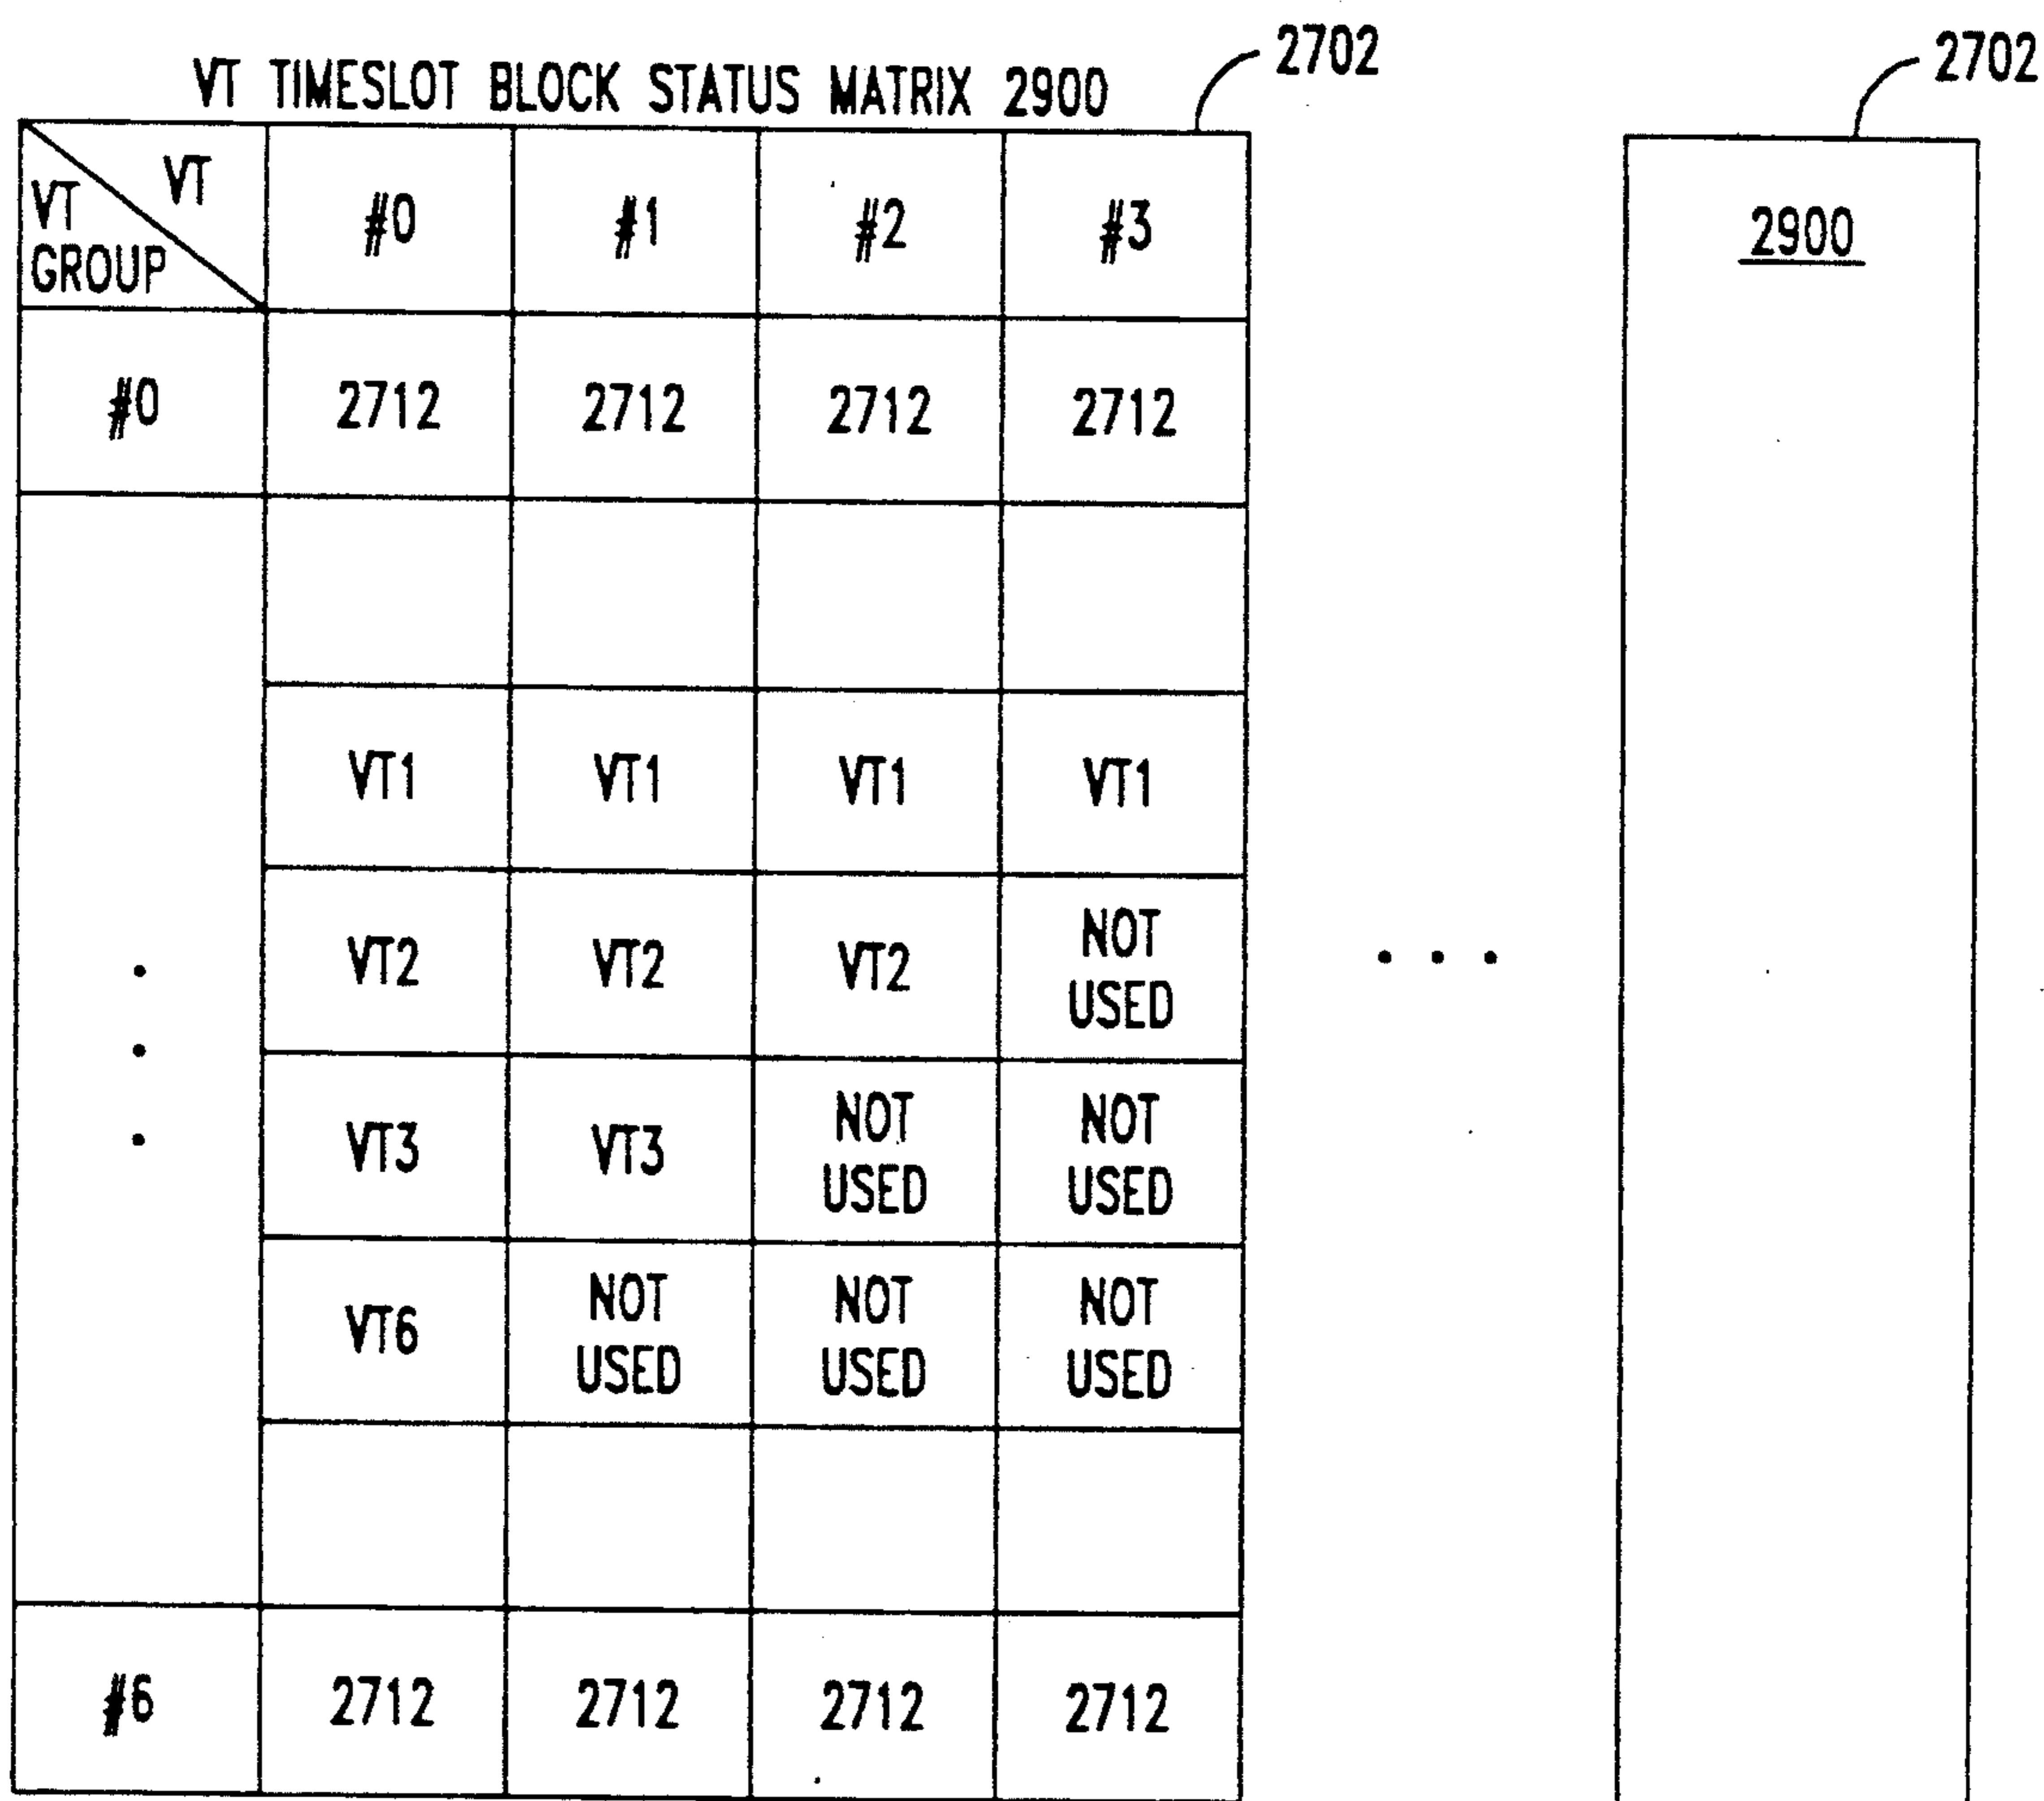 2702
2702
VT TIMESLOT BLOCK STATUS MATRIX 2900
VT
VT GROUP
#0 #1 #2 #3
2900
#0 2712 2712 2712 2712
VT1 VT1 VT1 VT1
VT2 VT2 VT2 NOT USED
VT3 VT3 NOT USED NOT USED
VT6 NOT USED NOT USED NOT USED
#6 2712 2712 2712 2712